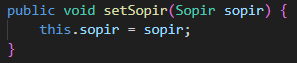 public void setSopir(Sopir sopir) {
    this.sopir = sopir;
}